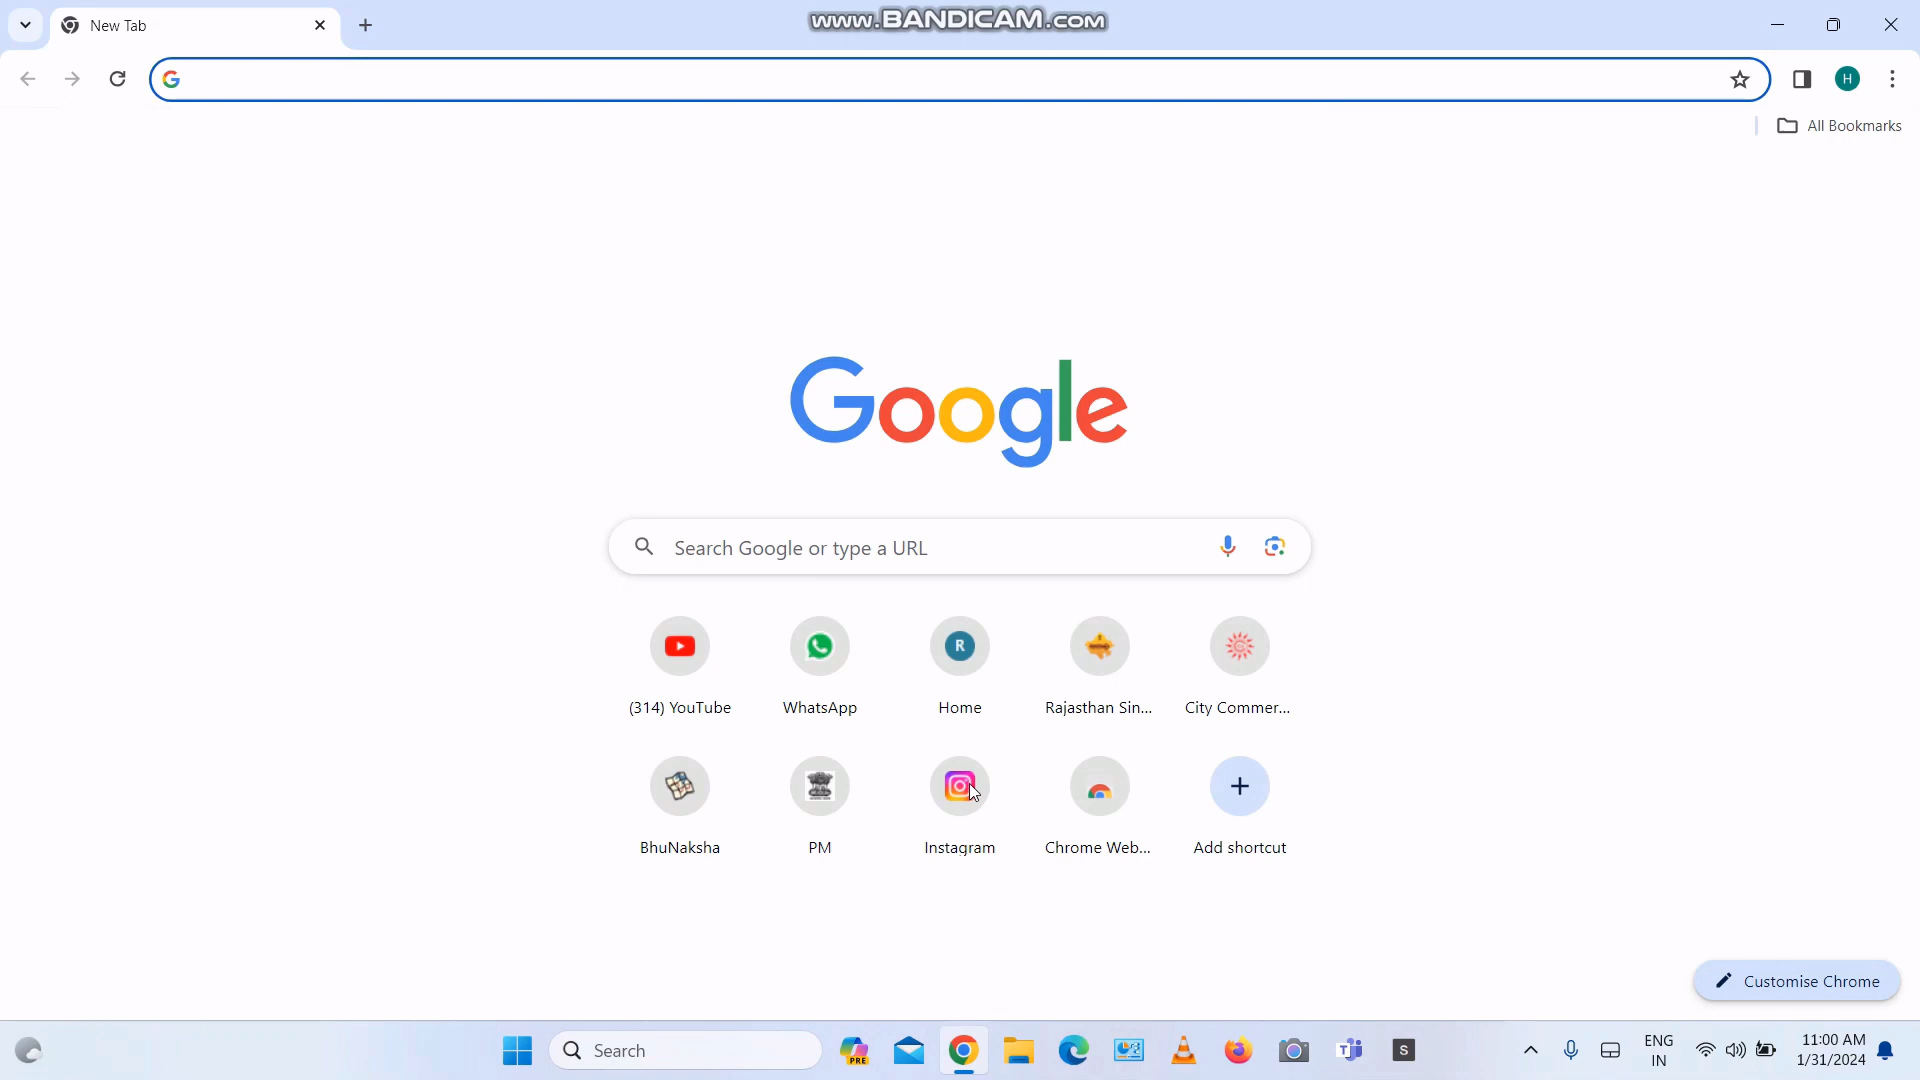 New Tab
www.BANDICAM.com
H
All Bookmarks
Google
Search Google or type a URL
(314) YouTube
WhatsApp
R
Home
Rajasthan Sin...
City Commer...
BhuNaksha
PM
Instagram
Chrome Web...
Add shortcut
Customise Chrome
Search
PRE
S
ENG
IN
11:00 AM
1/31/2024